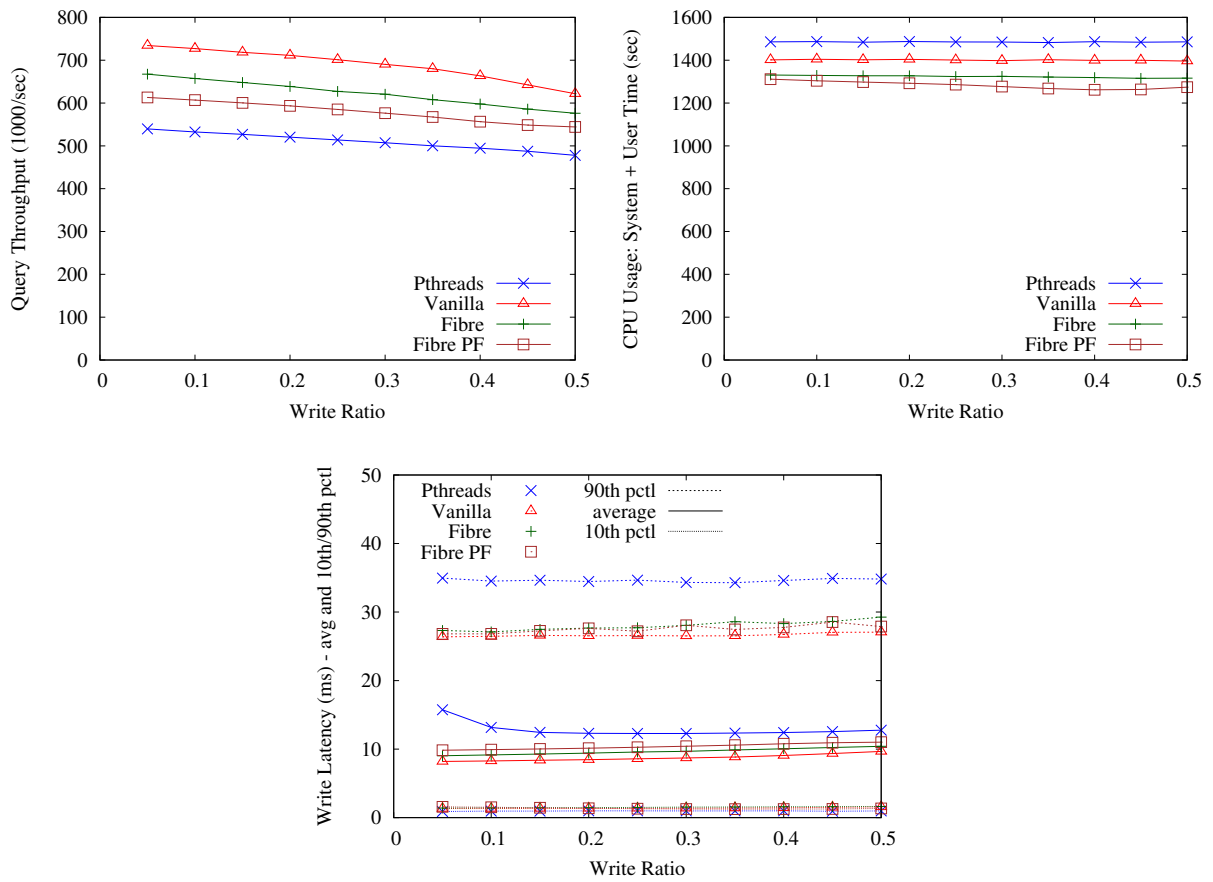 800
700
600
500
400
300
200
100
0
0
0.1
0.2
0.3
0.4
0.5
Query Throughput (1000/sec)
Write Ratio
Pthreads
Vanilla
Fibre
Fibre PF
1600
1400
1200
1000
800
600
400
200
0
0
0.1
0.2
0.3
0.4
0.5
CPU Usage: System + User Time (sec)
Write Ratio
Pthreads
Vanilla
Fibre
Fibre PF
50
40
30
20
10
0
0
0.1
0.2
0.3
0.4
0.5
Write Latency (ms) - avg and 10th/90th pctl
Write Ratio
Pthreads
Vanilla
Fibre
Fibre PF
90th pctl
average
10th pctl